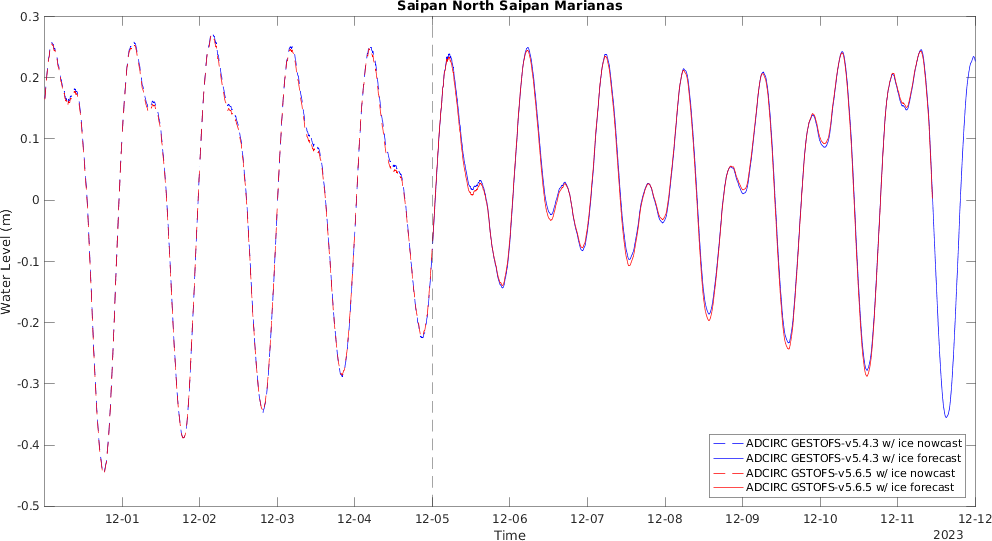 Saipan North Saipan Marianas
0.3
0.2
0.1
0
-0.1
-0.2
-0.3
-0.4
-0.5
Water Level (m)
ADCIRC GESTOFS-v5.4.3 w/ ice nowcast
ADCIRC GESTOFS-v5.4.3 w/ ice forecast
ADCIRC GSTOFS-v5.6.5 w/ ice nowcast
ADCIRC GSTOFS-v5.6.5 w/ ice forecast
12-01 12-02 12-03 12-04 12-05 12-06 12-07 12-08 12-09 12-10 12-11 12-12
Time
2023